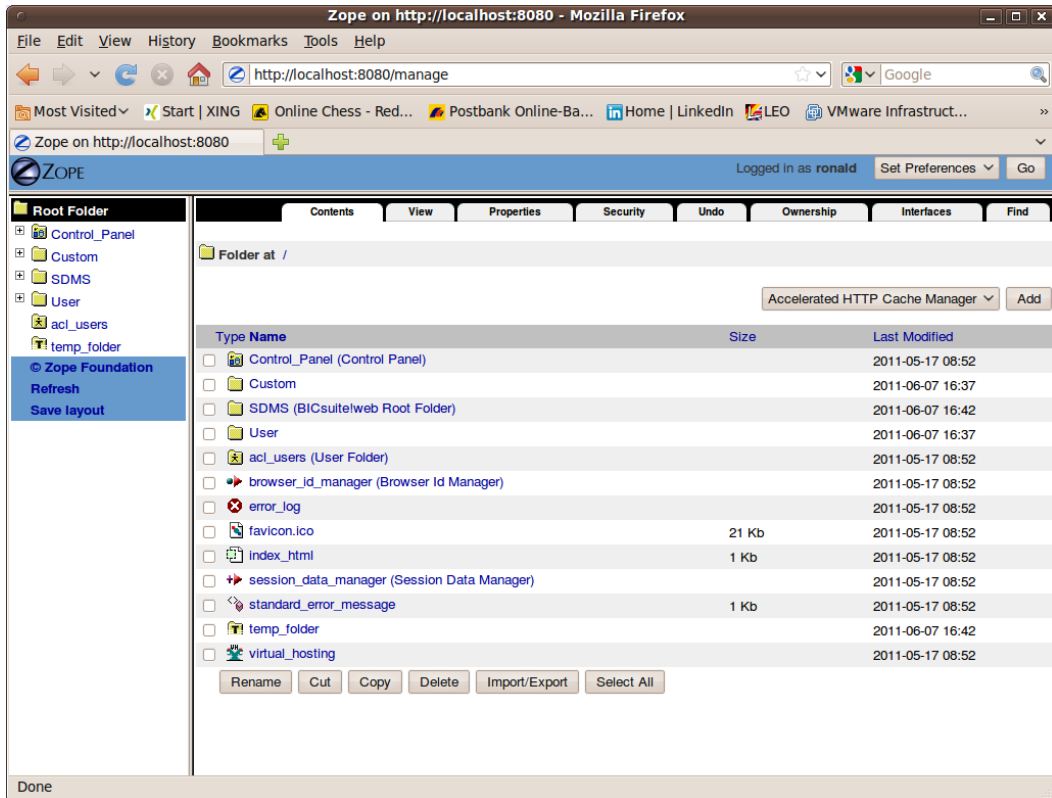 Zope on http://localhost:8080 - Mozilla Firefox
File Edit View History Bookmarks Tools Help
http://localhost:8080/manage Google
Most Visited Start | XING Online Chess - Red... Postbank Online-Ba... Home | LinkedIn LEO VMware Infrastruct... »
Zope on http://localhost:8080
ZOPE Logged in as ronald Set Preferences Go
Root Folder
Control_Panel
Custom
SDMS
User
acl_users
temp_folder
© Zope Foundation
Refresh
Save layout
Contents View Properties Security Undo Ownership Interfaces Find
Folder at /
Accelerated HTTP Cache Manager Add
Type Name Size Last Modified
Control_Panel (Control Panel) 2011-05-17 08:52
Custom 2011-06-07 16:37
SDMS (BICsuite!web Root Folder) 2011-06-07 16:42
User 2011-06-07 16:37
acl_users (User Folder) 2011-05-17 08:52
browser_id_manager (Browser Id Manager) 2011-05-17 08:52
error_log 2011-05-17 08:52
favicon.ico 21 Kb 2011-05-17 08:52
index_html 1 Kb 2011-05-17 08:52
session_data_manager (Session Data Manager) 2011-05-17 08:52
standard_error_message 1 Kb 2011-05-17 08:52
temp_folder 2011-06-07 16:42
virtual_hosting 2011-05-17 08:52
Rename Cut Copy Delete Import/Export Select All
Done